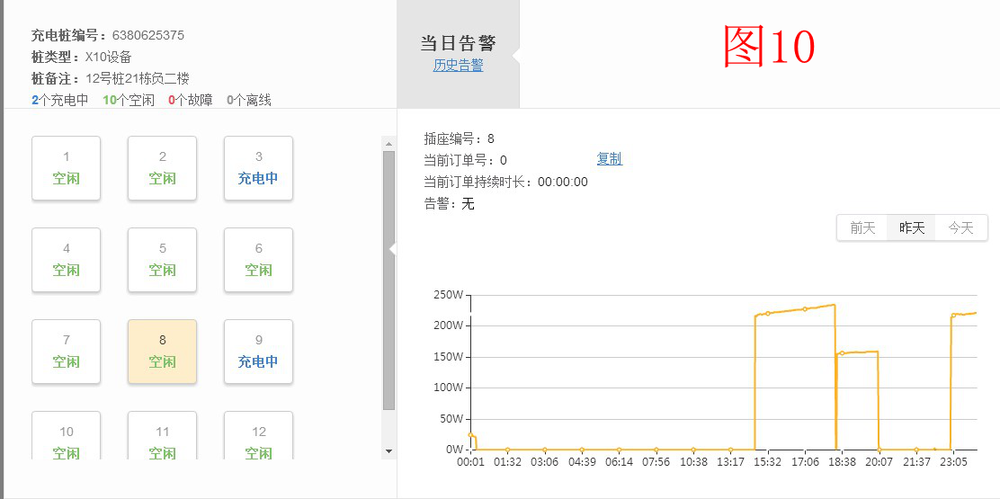 充电桩编号：6380625375
桩类型：X10设备
桩备注：12号桩21栋负二楼
2个充电中 10个空闲 0个故障 0个离线
1
空闲
2
空闲
3
充电中
4
空闲
5
空闲
6
空闲
7
空闲
8
空闲
9
充电中
10
空闲
11
空闲
12
空闲
当日告警
历史告警
图10
插座编号：8
当前订单号：0 复制
当前订单持续时长：00:00:00
告警：无
前天 昨天 今天
250W
200W
150W
100W
50W
0W
00:01 01:32 03:06 04:39 06:14 07:56 10:38 13:17 15:32 17:06 18:38 20:07 21:37 23:05